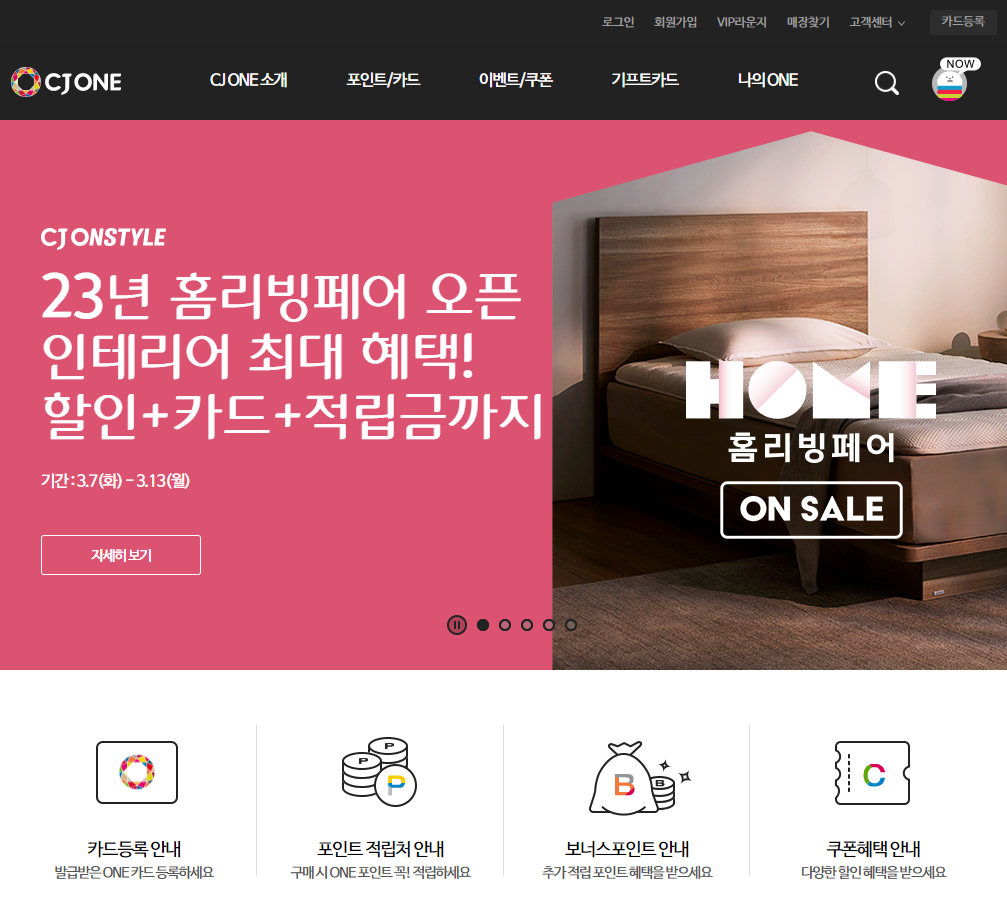 로그인 회원가입 VIP라운지 매장찾기 고객센터 카드등록
CJ ONE CJ ONE 소개 포인트/카드 이벤트/쿠폰 기프트카드 나의 ONE NOW
CJ ONSTYLE
23년 홈리빙페어 오픈
인테리어 최대 혜택!
할인+카드+적립금까지
기간 : 3.7(화) - 3.13(월)
자세히 보기
HOME
홈리빙페어
ON SALE
P
P
P
B
B
C
카드등록 안내
발급받은 ONE 카드 등록하세요
포인트 적립처 안내
구매 시 ONE 포인트 꼭! 적립하세요
보너스포인트 안내
추가 적립 포인트 혜택을 받으세요
쿠폰혜택 안내
다양한 할인 혜택을 받으세요